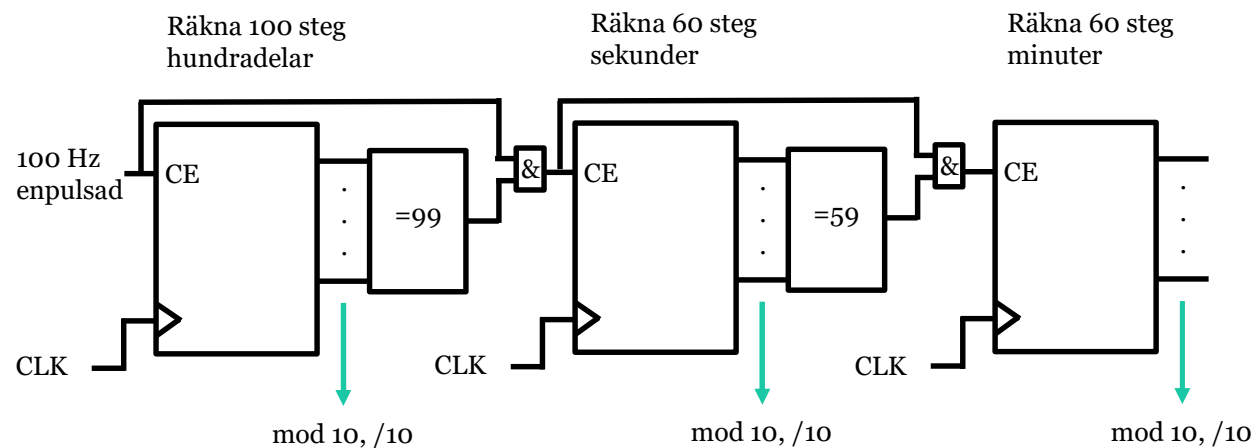 Räkna 100 steg
hundradelar
Räkna 60 steg
sekunder
Räkna 60 steg
minuter
100 Hz
enpulsad
CE
=99
&
CE
=59
&
CE
CLK
CLK
CLK
mod 10, /10
mod 10, /10
mod 10, /10